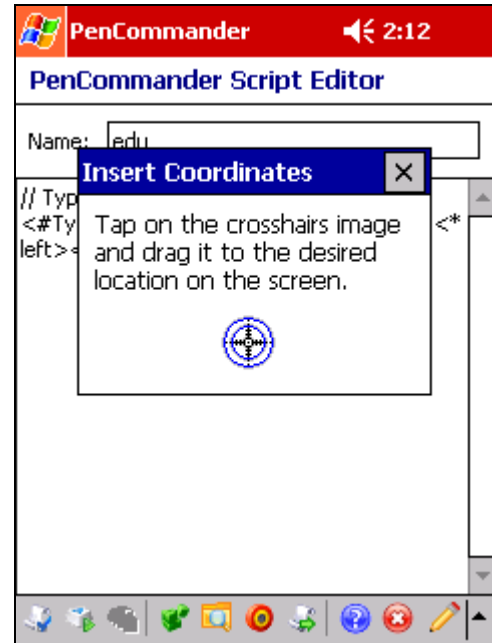 PenCommander 2:12
PenCommander Script Editor
Name: edu
Insert Coordinates
// Typ
<#Ty
<*
left><
Tap on the crosshairs image
and drag it to the desired
location on the screen.